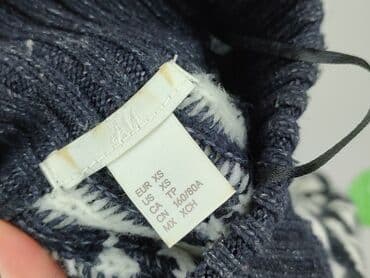 H&M
EUR XS
US XS
CA TP
CN 160/80A
MX XCH